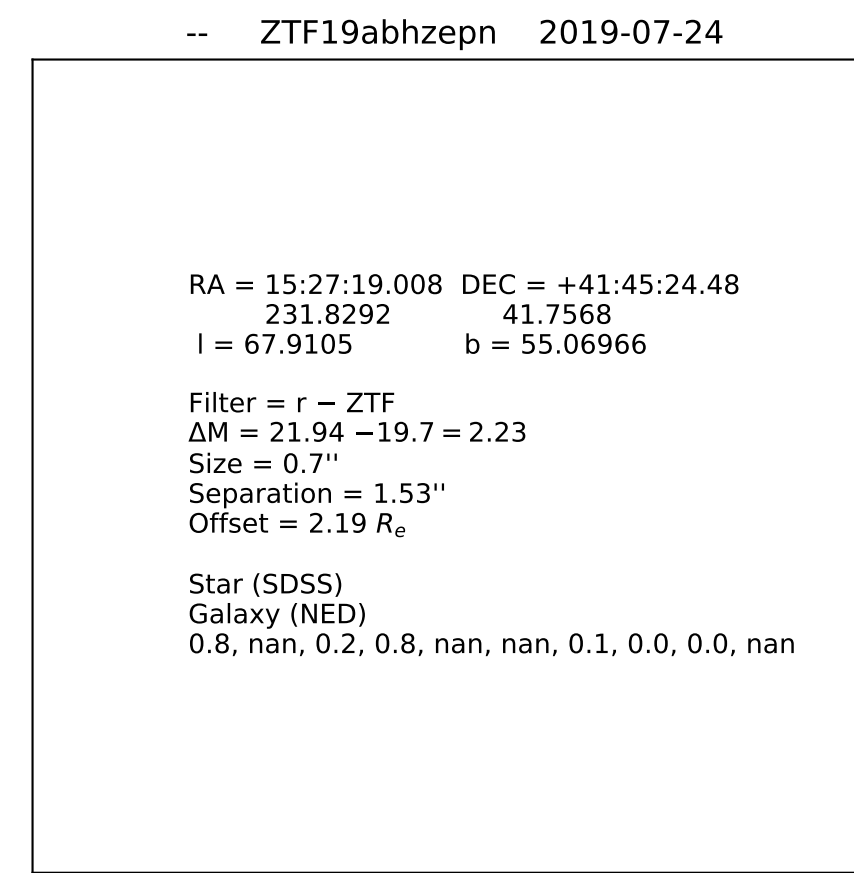 -- ZTF19abhzepn 2019-07-24
RA = 15:27:19.008 DEC = +41:45:24.48
231.8292 41.7568
l = 67.9105 b = 55.06966
Filter = r − ZTF
ΔM = 21.94 −19.7 = 2.23
Size = 0.7''
Separation = 1.53''
Offset = 2.19 Rₑ
Star (SDSS)
Galaxy (NED)
0.8, nan, 0.2, 0.8, nan, nan, 0.1, 0.0, 0.0, nan